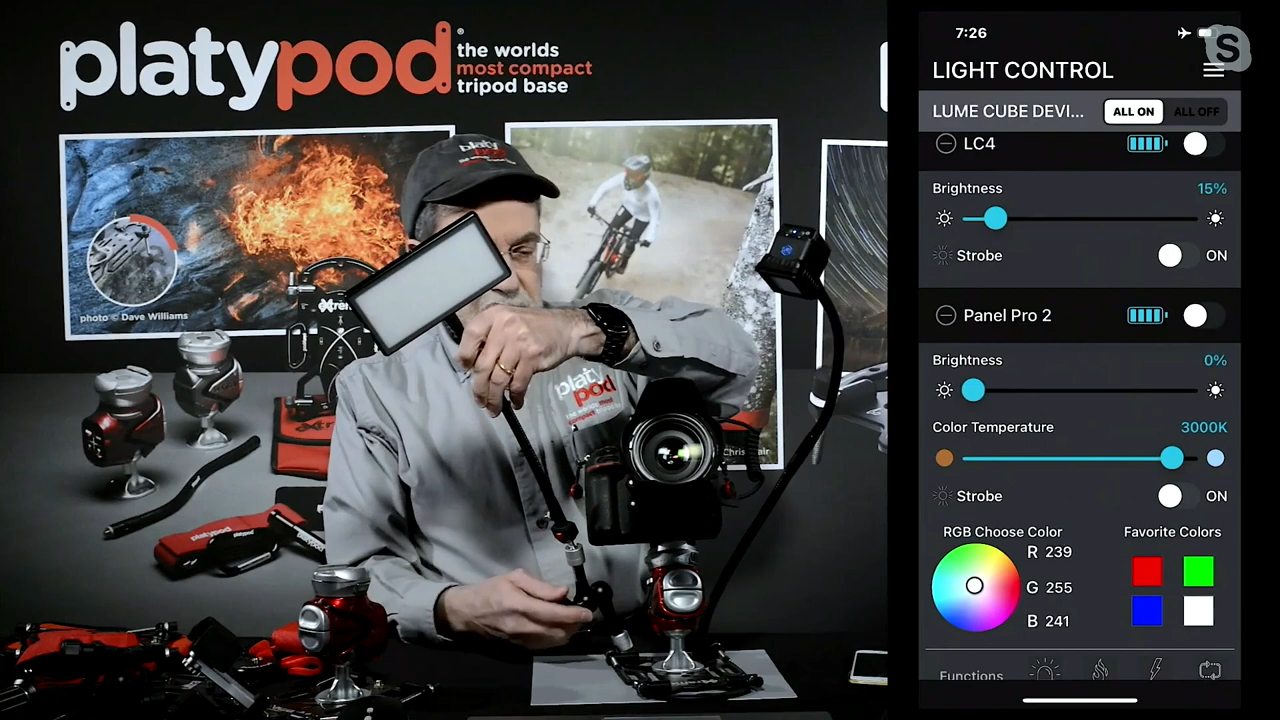 platypod®
the worlds
most compact
tripod base
photo © Dave Williams
platy
pod
7:26
LIGHT CONTROL
LUME CUBE DEVI... ALL ON ALL OFF
LC4
Brightness 15%
Strobe ON
Panel Pro 2
Brightness 0%
Color Temperature 3000K
Strobe ON
RGB Choose Color Favorite Colors
R 239
G 255
B 241
Functions